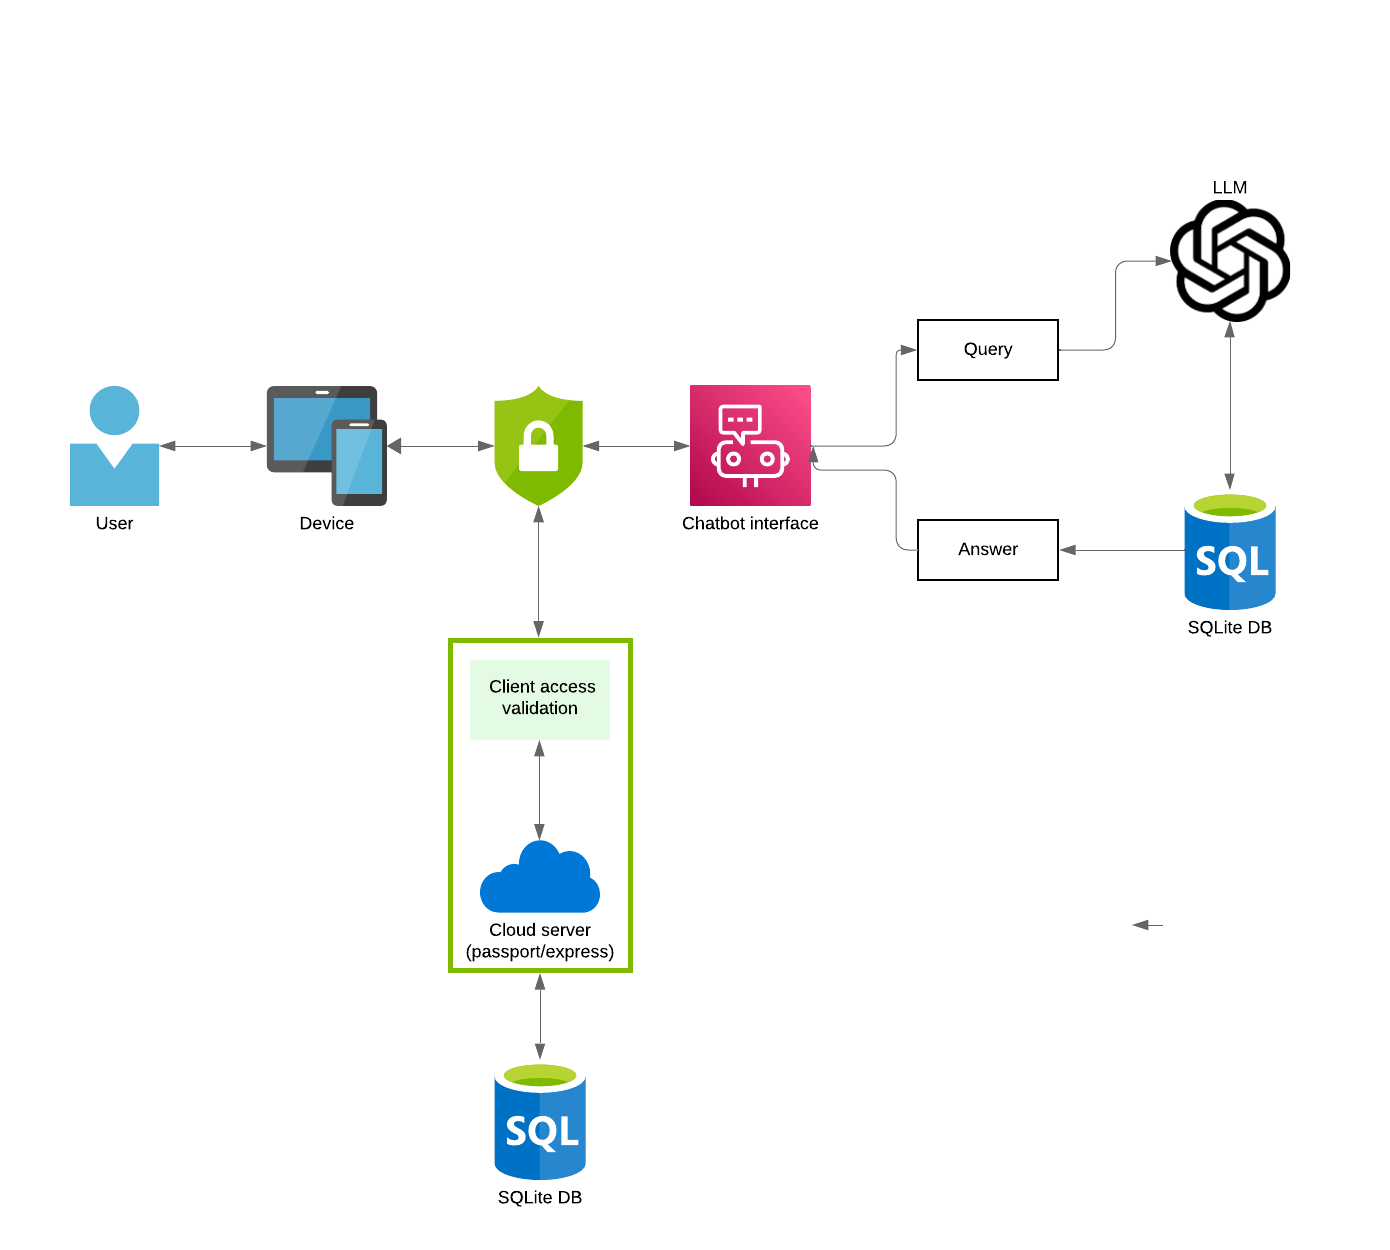 LLM
Query
User
Device
Chatbot interface
Answer
SQL
SQLite DB
Client access
validation
Cloud server
(passport/express)
SQL
SQLite DB